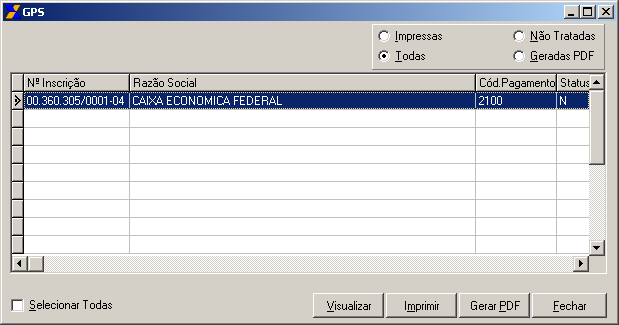 GPS
Impressas Não Tratadas
Todas Geradas PDF
Nº Inscrição Razão Social Cód.Pagamento Status
00.360.305/0001-04 CAIXA ECONOMICA FEDERAL 2100 N
Selecionar Todas Visualizar Imprimir Gerar PDF Fechar